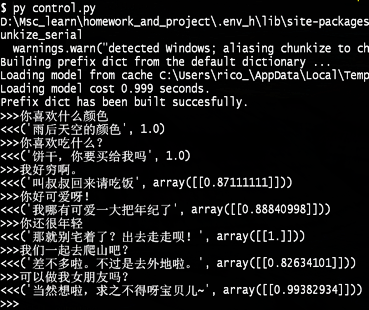 $ py control.py
D:\Msc_learn\homework_and_project\.env_h\lib\site-packages
unkize_serial
warnings.warn("detected Windows; aliasing chunkize to ch
Building prefix dict from the default dictionary ...
Loading model from cache C:\Users\rico_\AppData\Local\Temp
Loading model cost 0.999 seconds.
Prefix dict has been built succesfully.
>>>你喜欢什么颜色
<<<('雨后天空的颜色', 1.0)
>>>你喜欢吃什么?
<<<('饼干，你要买给我吗', 1.0)
>>>我好穷啊。
<<<('叫叔叔回来请吃饭', array([[0.87111111]]))
>>>你好可爱呀!
<<<('我哪有可爱一大把年纪了', array([[0.88840998]]))
>>>你还很年轻
<<<('那就别宅着了? 出去走走呗!', array([[1.]]))
>>>我们一起去爬山吧?
<<<('差不多啦。不过是去外地啦。', array([[0.82634101]]))
>>>可以做我女朋友吗?
<<<('当然想啦，求之不得呀宝贝儿~', array([[0.99382934]]))
>>>